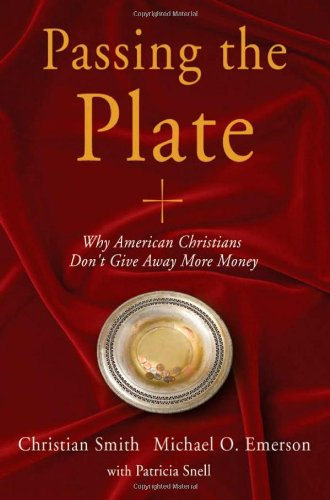 Passing the
Plate
Why American Christians
Don't Give Away More Money
Christian Smith Michael O. Emerson
with Patricia Snell